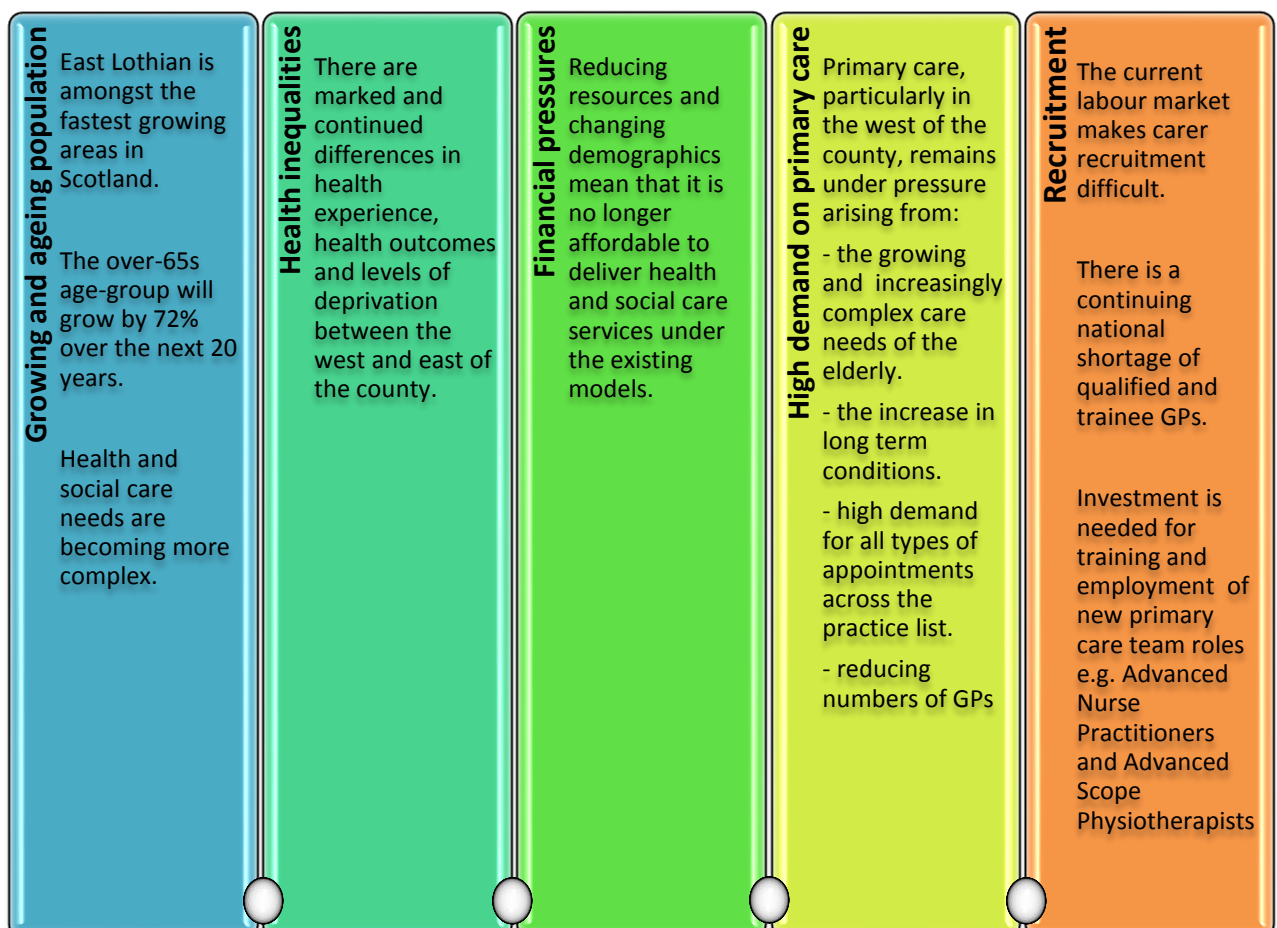 Growing and ageing population
East Lothian is
amongst the
fastest growing
areas in
Scotland.
The over-65s
age-group will
grow by 72%
over the next 20
years.
Health and
social care
needs are
becoming more
complex.
Health inequalities
There are
marked and
continued
differences in
health
experience,
health outcomes
and levels of
deprivation
between the
west and east of
the county.
Financial pressures
Reducing
resources and
changing
demographics
mean that it is
no longer
affordable to
deliver health
and social care
services under
the existing
models.
High demand on primary care
Primary care,
particularly in
the west of the
county, remains
under pressure
arising from:
- the growing
and increasingly
complex care
needs of the
elderly.
- the increase in
long term
conditions.
- high demand
for all types of
appointments
across the
practice list.
- reducing
numbers of GPs
Recruitment
The current
labour market
makes carer
recruitment
difficult.
There is a
continuing
national
shortage of
qualified and
trainee GPs.
Investment is
needed for
training and
employment of
new primary
care team roles
e.g. Advanced
Nurse
Practitioners
and Advanced
Scope
Physiotherapists